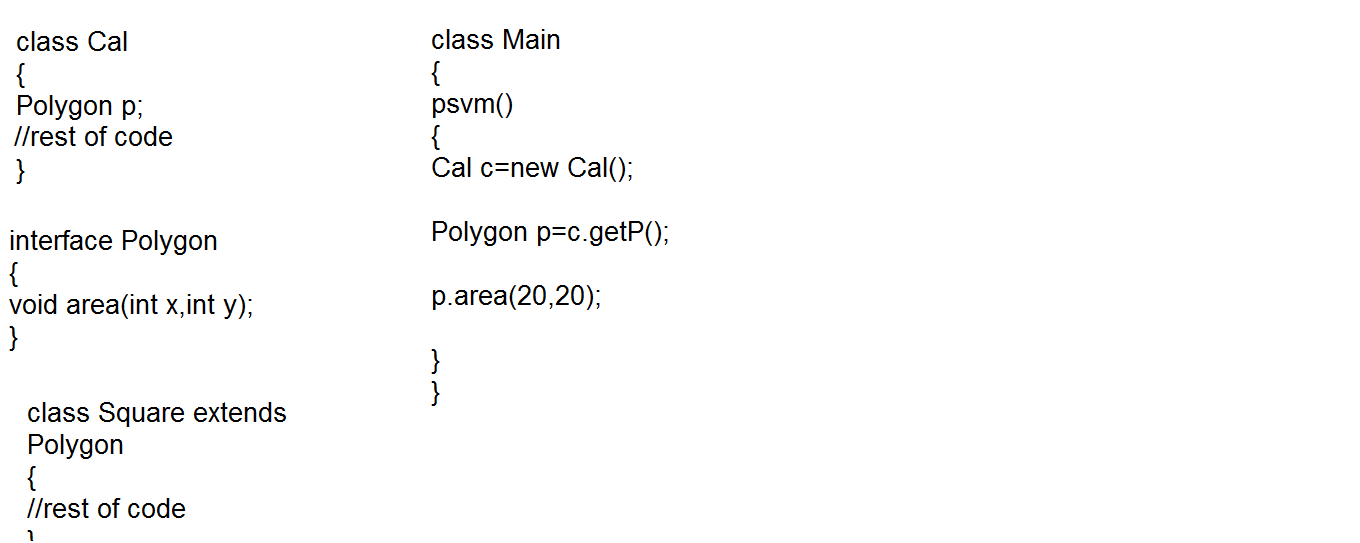 class Cal
{
Polygon p;
//rest of code
}
interface Polygon
{
void area(int x,int y);
}
class Square extends
Polygon
{
//rest of code
}
class Main
{
psvm()
{
Cal c=new Cal();
Polygon p=c.getP();
p.area(20,20);
}
}